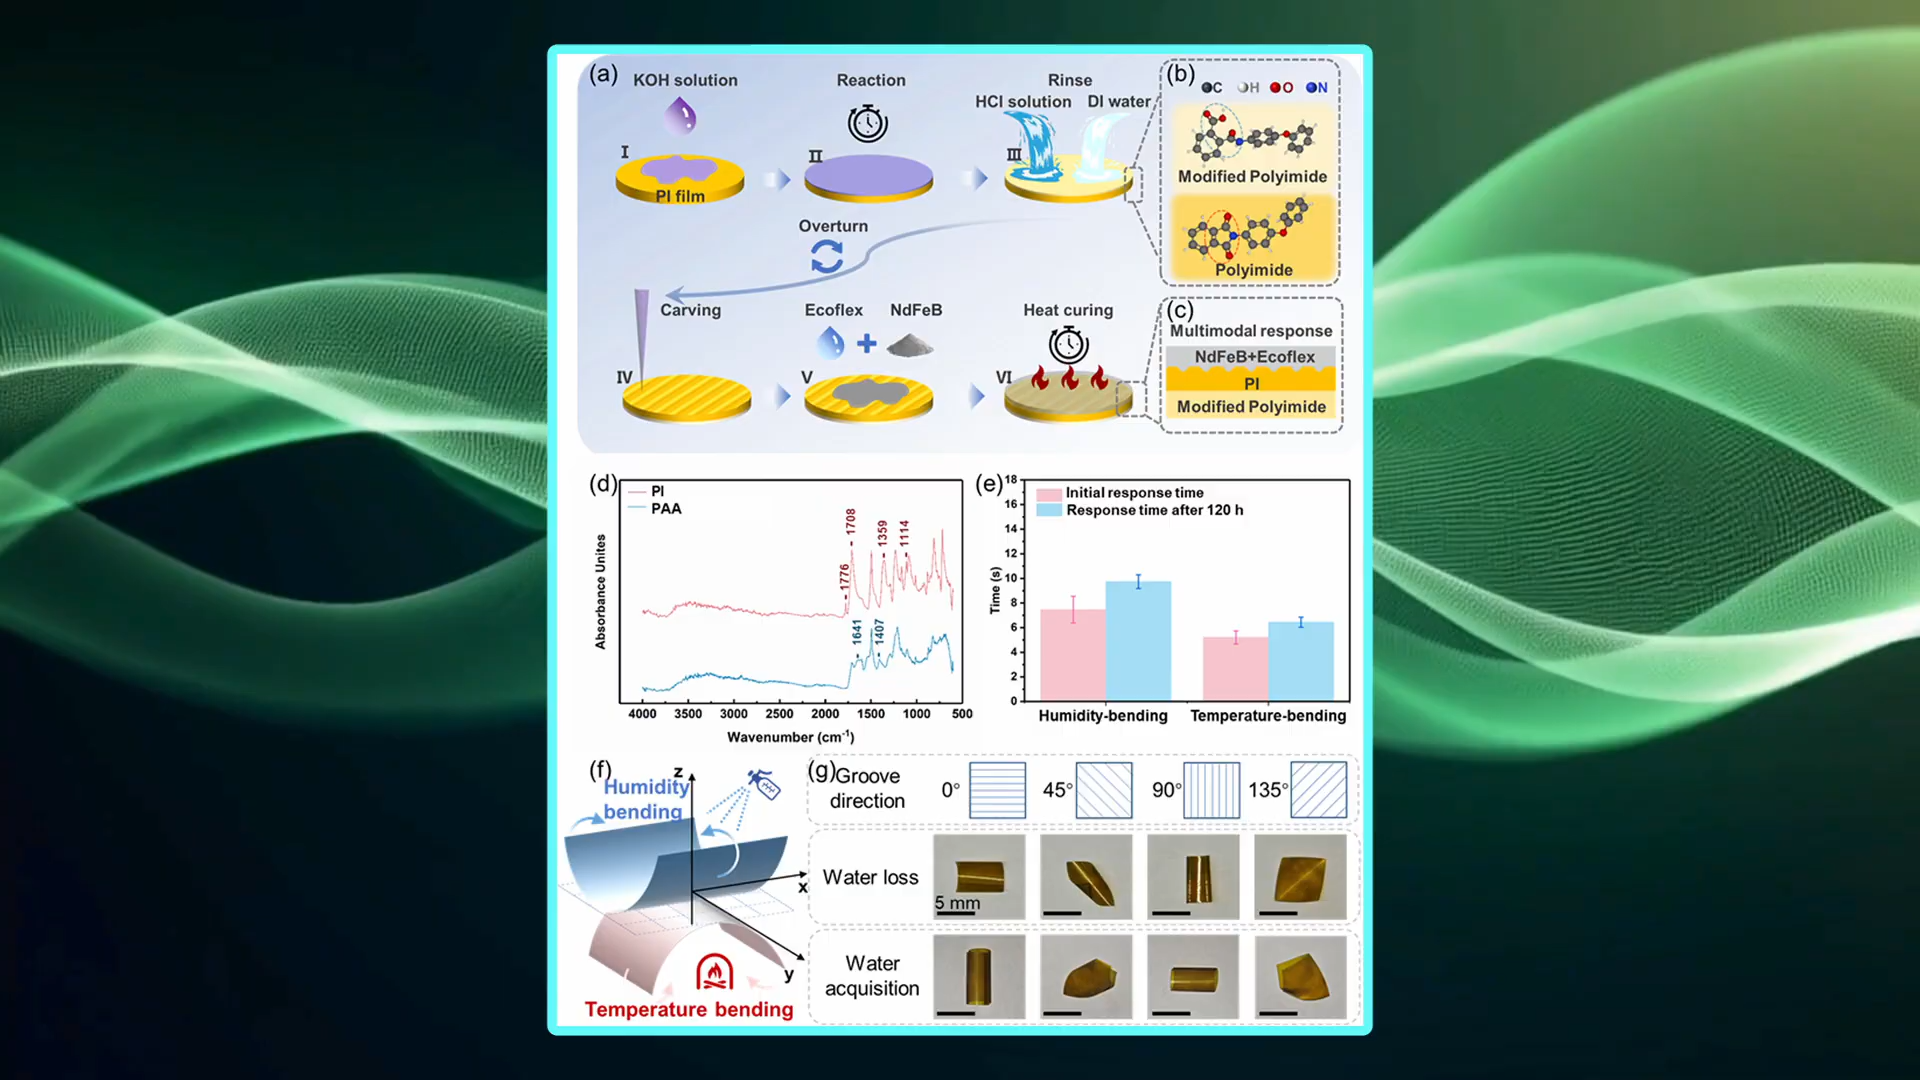 (a)
KOH solution
Reaction
Rinse
HCl solution DI water
I
II
III
PI film
Overturn
Carving
Ecoflex
NdFeB
Heat curing
IV
V
VI
(b)
C H O N
Modified Polyimide
Polyimide
(c)
Multimodal response
NdFeB+Ecoflex
PI
Modified Polyimide
(d)
PI
PAA
1776
1708
1359
1114
1641
1407
Absorbance Unites
4000 3500 3000 2500 2000 1500 1000 500
Wavenumber (cm⁻¹)
(e)
Initial response time
Response time after 120 h
18
16
14
12
10
8
6
4
2
0
Time (s)
Humidity-bending Temperature-bending
(f)
Humidity
bending
z
x
y
Temperature bending
(g)
Groove
direction
0° 45° 90° 135°
Water loss
5 mm
Water
acquisition